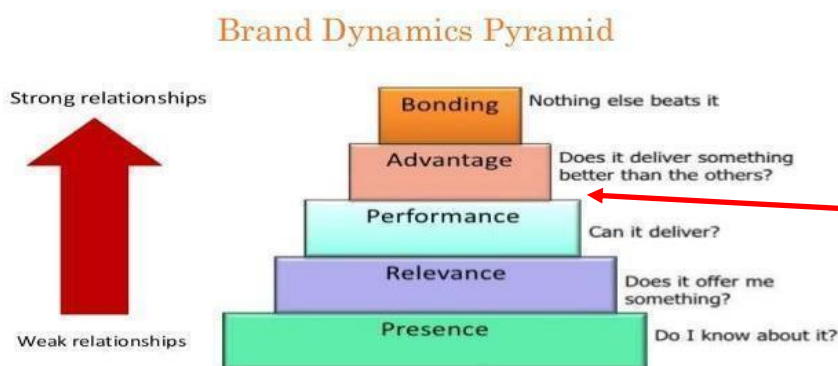 Brand Dynamics Pyramid
Strong relationships
Bonding
Nothing else beats it
Advantage
Does it deliver something
better than the others?
Performance
Can it deliver?
Relevance
Does it offer me
something?
Presence
Do I know about it?
Weak relationships